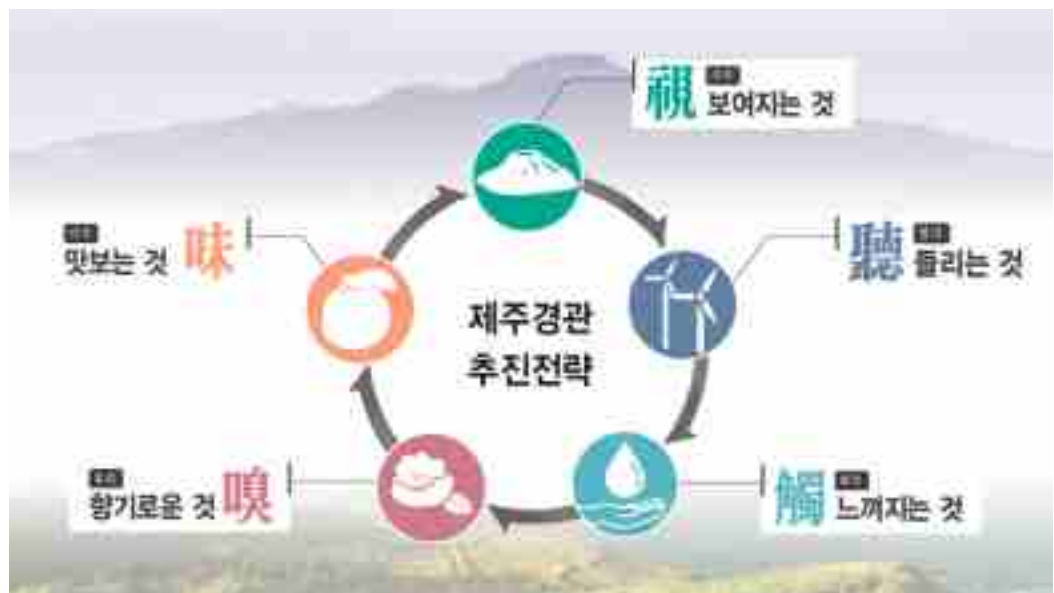 視
보여지는 것
聽
들리는 것
觸
느껴지는 것
嗅
향기로운 것
味
맛보는 것
제주경관
추진전략